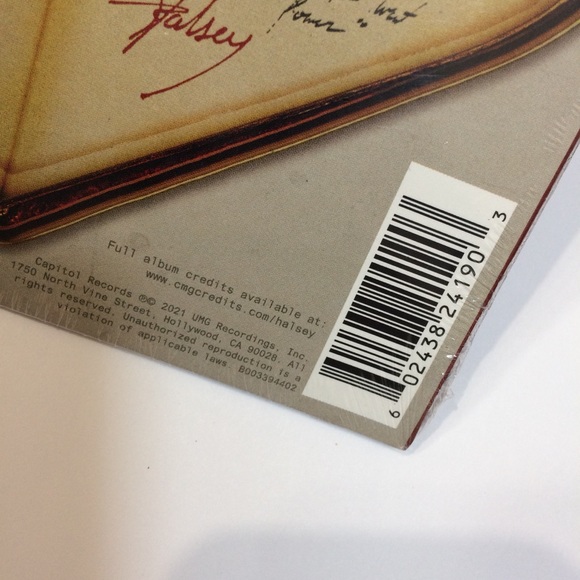 Halsey
Power"
Full album credits available at:
www.cmgcredits.com/halsey
Capitol Records ℗© 2021 UMG Recordings, Inc.
1750 North Vine Street, Hollywood, CA 90028. All
rights reserved. Unauthorized reproduction is a
violation of applicable laws. B003394402
6 02438 24190 3